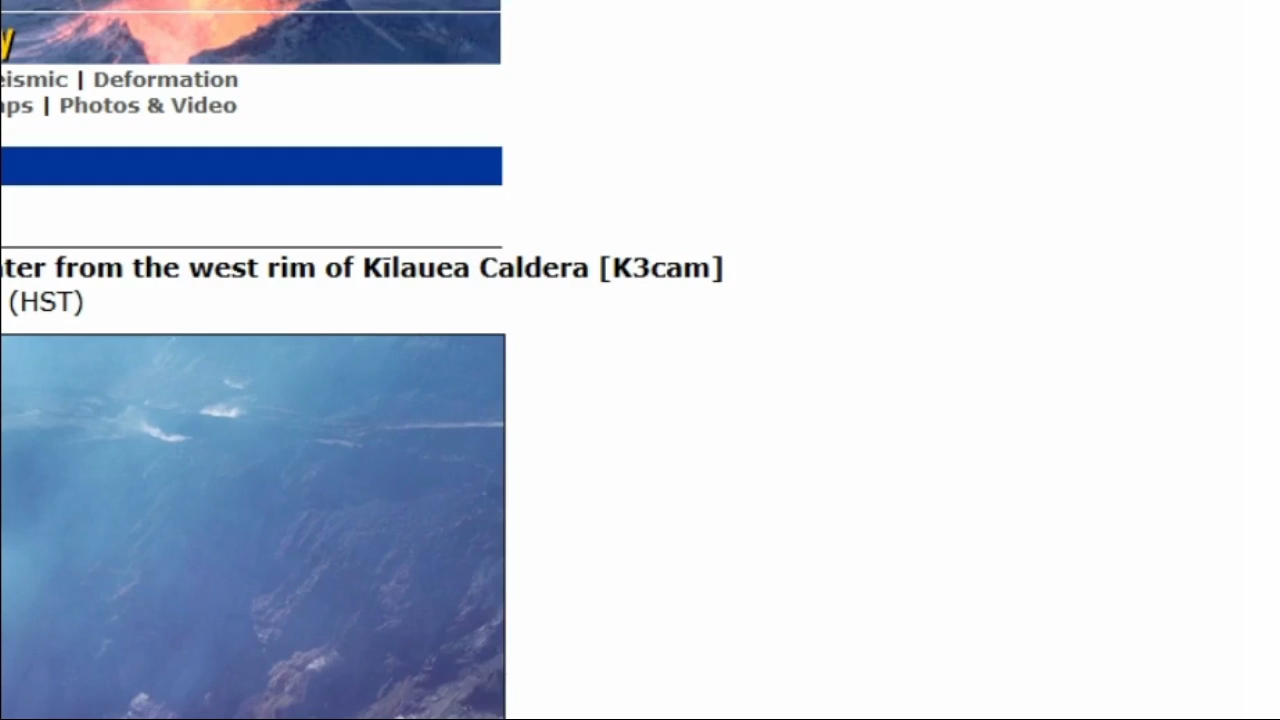 y
eismic | Deformation
aps | Photos & Video
ter from the west rim of Kīlauea Caldera [K3cam]
(HST)